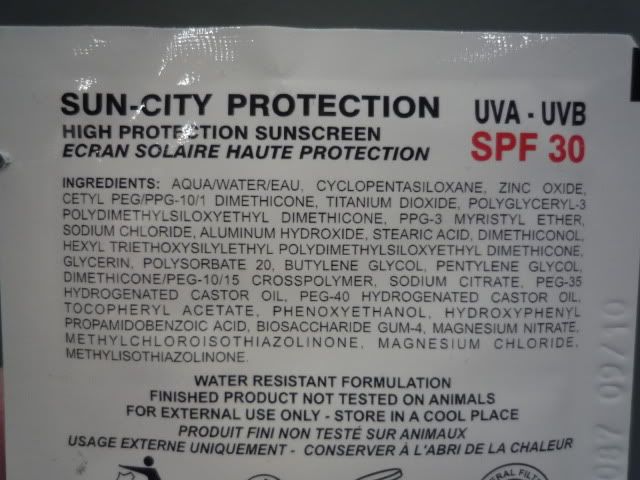 SUN-CITY PROTECTION UVA - UVB
HIGH PROTECTION SUNSCREEN SPF 30
ECRAN SOLAIRE HAUTE PROTECTION
INGREDIENTS: AQUA/WATER/EAU, CYCLOPENTASILOXANE, ZINC OXIDE,
CETYL PEG/PPG-10/1 DIMETHICONE, TITANIUM DIOXIDE, POLYGLYCERYL-3
POLYDIMETHYLSILOXYETHYL DIMETHICONE, PPG-3 MYRISTYL ETHER,
SODIUM CHLORIDE, ALUMINUM HYDROXIDE, STEARIC ACID, DIMETHICONOL,
HEXYL TRIETHOXYSILYLETHYL POLYDIMETHYLSILOXYETHYL DIMETHICONE,
GLYCERIN, POLYSORBATE 20, BUTYLENE GLYCOL, PENTYLENE GLYCOL,
DIMETHICONE/PEG-10/15 CROSSPOLYMER, SODIUM CITRATE, PEG-35
HYDROGENATED CASTOR OIL, PEG-40 HYDROGENATED CASTOR OIL,
TOCOPHERYL ACETATE, PHENOXYETHANOL, HYDROXYPHENYL
PROPAMIDOBENZOIC ACID, BIOSACCHARIDE GUM-4, MAGNESIUM NITRATE,
METHYLCHLOROISOTHIAZOLINONE, MAGNESIUM CHLORIDE,
METHYLISOTHIAZOLINONE.
WATER RESISTANT FORMULATION
FINISHED PRODUCT NOT TESTED ON ANIMALS
FOR EXTERNAL USE ONLY - STORE IN A COOL PLACE
PRODUIT FINI NON TESTÉ SUR ANIMAUX
USAGE EXTERNE UNIQUEMENT - CONSERVER À L'ABRI DE LA CHALEUR